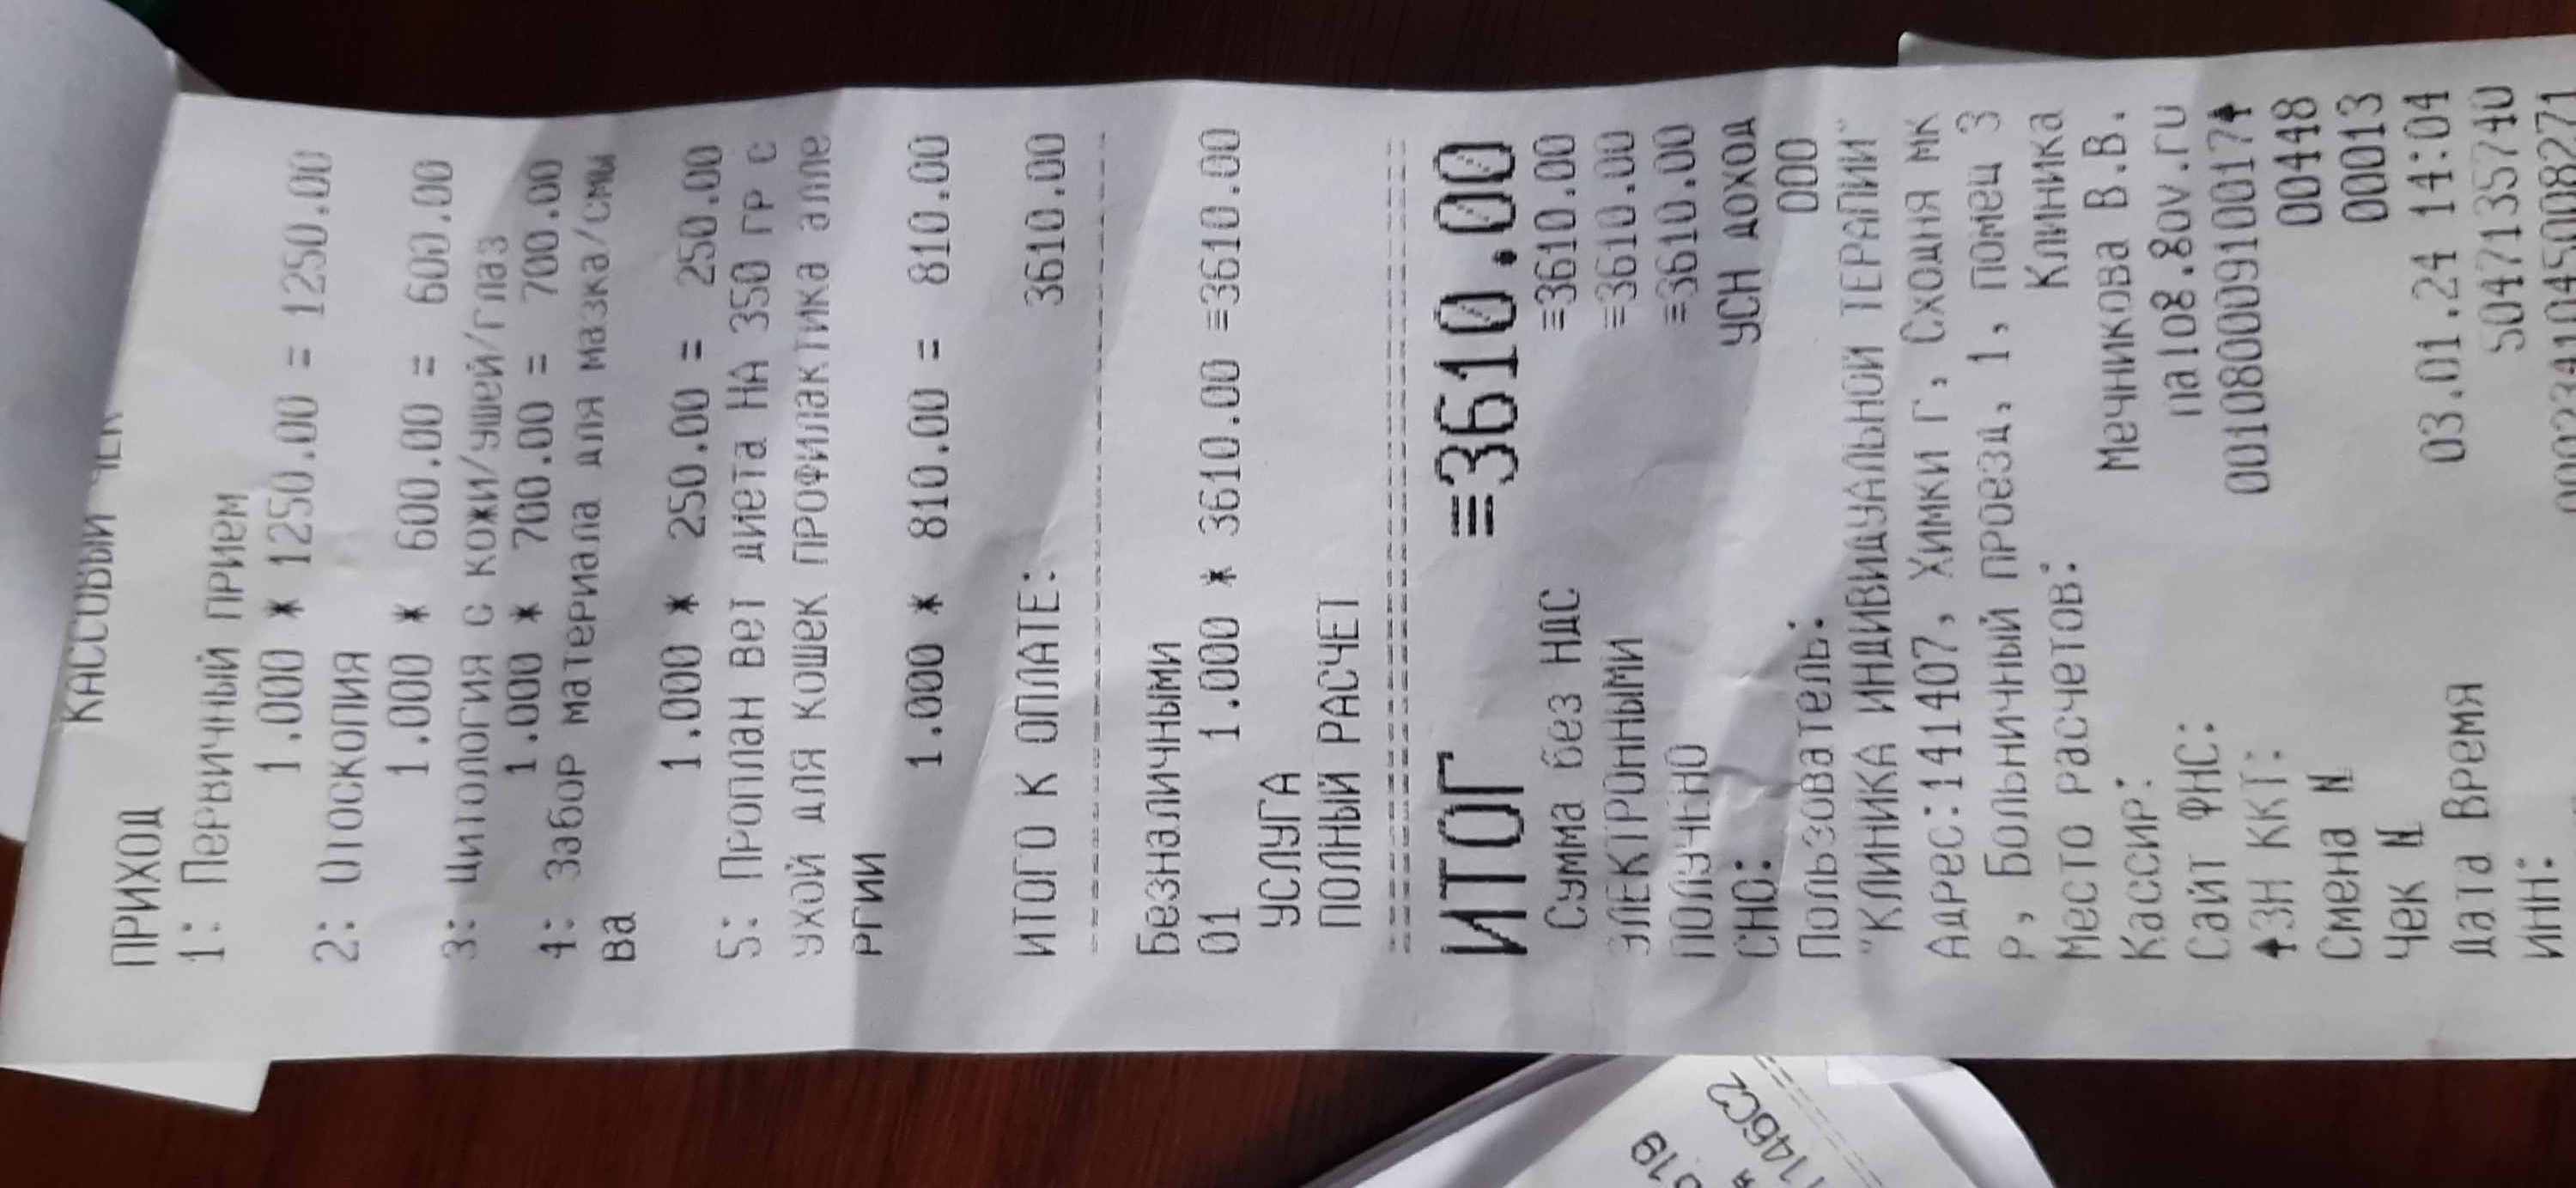 КАССОВЫЙ ЧЕК
ПРИХОД
1: Первичный прием
1.000 * 1250.00 = 1250.00
2: Отоскопия
1.000 * 600.00 = 600.00
3: Цитология с кожи/ушей/глаз
1.000 * 700.00 = 700.00
4: Забор материала для мазка/смы
ва
1.000 * 250.00 = 250.00
5: Проплан вет диета НА 350 гр с
ухой для кошек ПРОФИЛАКТИКА алле
ргии
1.000 * 810.00 = 810.00
ИТОГО К ОПЛАТЕ: 3610.00
Безналичными
01 1.000 * 3610.00 ≡3610.00
УСЛУГА
ПОЛНЫЙ РАСЧЕТ
ИТОГ ≡3610.00
Сумма без НДС ≡3610.00
ЭЛЕКТРОННЫМИ ≡3610.00
ПОЛУЧЕНО ≡3610.00
СНО: УСН ДОХОД
Пользователь: ООО
"КЛИНИКА ИНДИВИДУАЛЬНОЙ ТЕРАПИИ"
Адрес:141407, Химки г, Сходня мк
р, Больничный проезд, 1, помещ 3
Место расчетов: Клиника
Кассир: Мечникова В.В.
Сайт ФНС: nalog.gov.ru
ЗН ККТ: 00108000910017
Смена N 00448
Чек N 00013
Дата Время 03.01.24 14:04
ИНН: 5047135740
1146C2